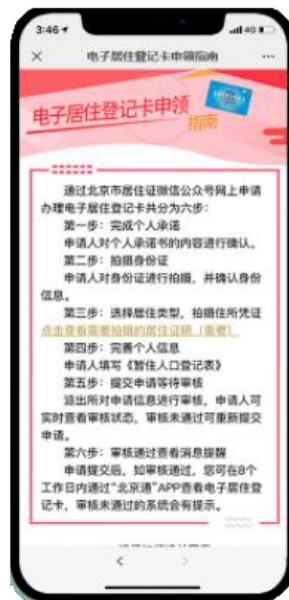 3:46
4G
电子居住登记卡申领指南
电子居住登记卡申领
指南
通过北京市居住证微信公众号网上申请
办理电子居住登记卡共分为六步：
第一步：完成个人承诺
申请人对个人承诺书的内容进行确认。
第二步：拍摄身份证
申请人对身份证进行拍摄，并确认身份
信息。
第三步：选择居住类型，拍摄住所凭证
点击查看需要拍摄的居住证明（重要）
第四步：完善个人信息
申请人填写《暂住人口登记表》
第五步：提交申请等待审核
派出所对申请信息进行审核，申请人可
实时查看审核状态，审核未通过可重新提交
申请。
第六步：审核通过查看消息提醒
申请提交后，如审核通过，您可在8个
工作日内通过“北京通”APP查看电子居住登
记卡，审核未通过的系统会有提示。